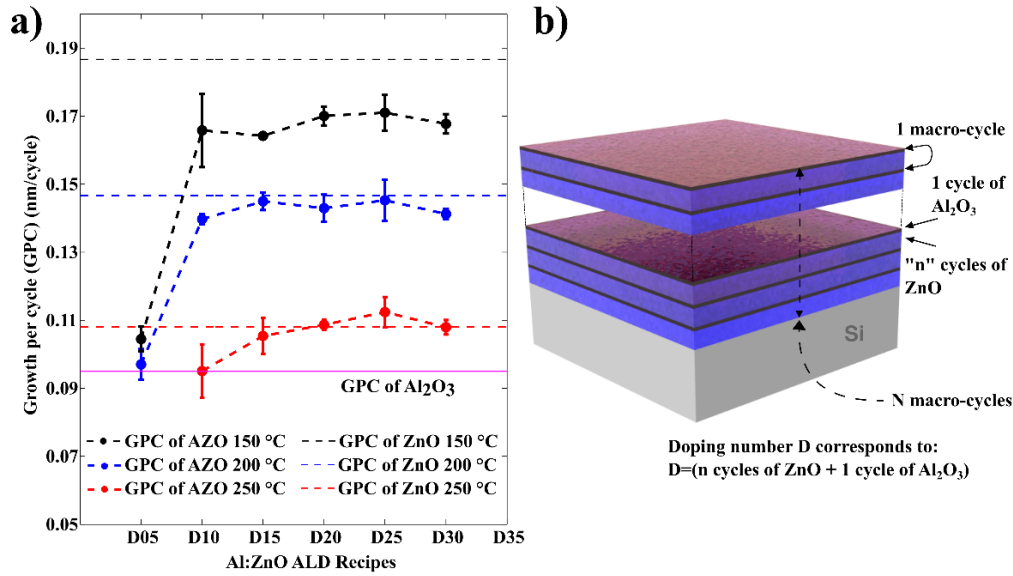 a)
Growth per cycle (GPC) (nm/cycle)
0.19
0.17
0.15
0.13
0.11
0.09
0.07
0.05
GPC of Al₂O₃
GPC of AZO 150 °C
GPC of AZO 200 °C
GPC of AZO 250 °C
GPC of ZnO 150 °C
GPC of ZnO 200 °C
GPC of ZnO 250 °C
D05 D10 D15 D20 D25 D30 D35
Al:ZnO ALD Recipes
b)
1 macro-cycle
1 cycle of
Al₂O₃
"n" cycles of
ZnO
Si
N macro-cycles
Doping number D corresponds to:
D=(n cycles of ZnO + 1 cycle of Al₂O₃)